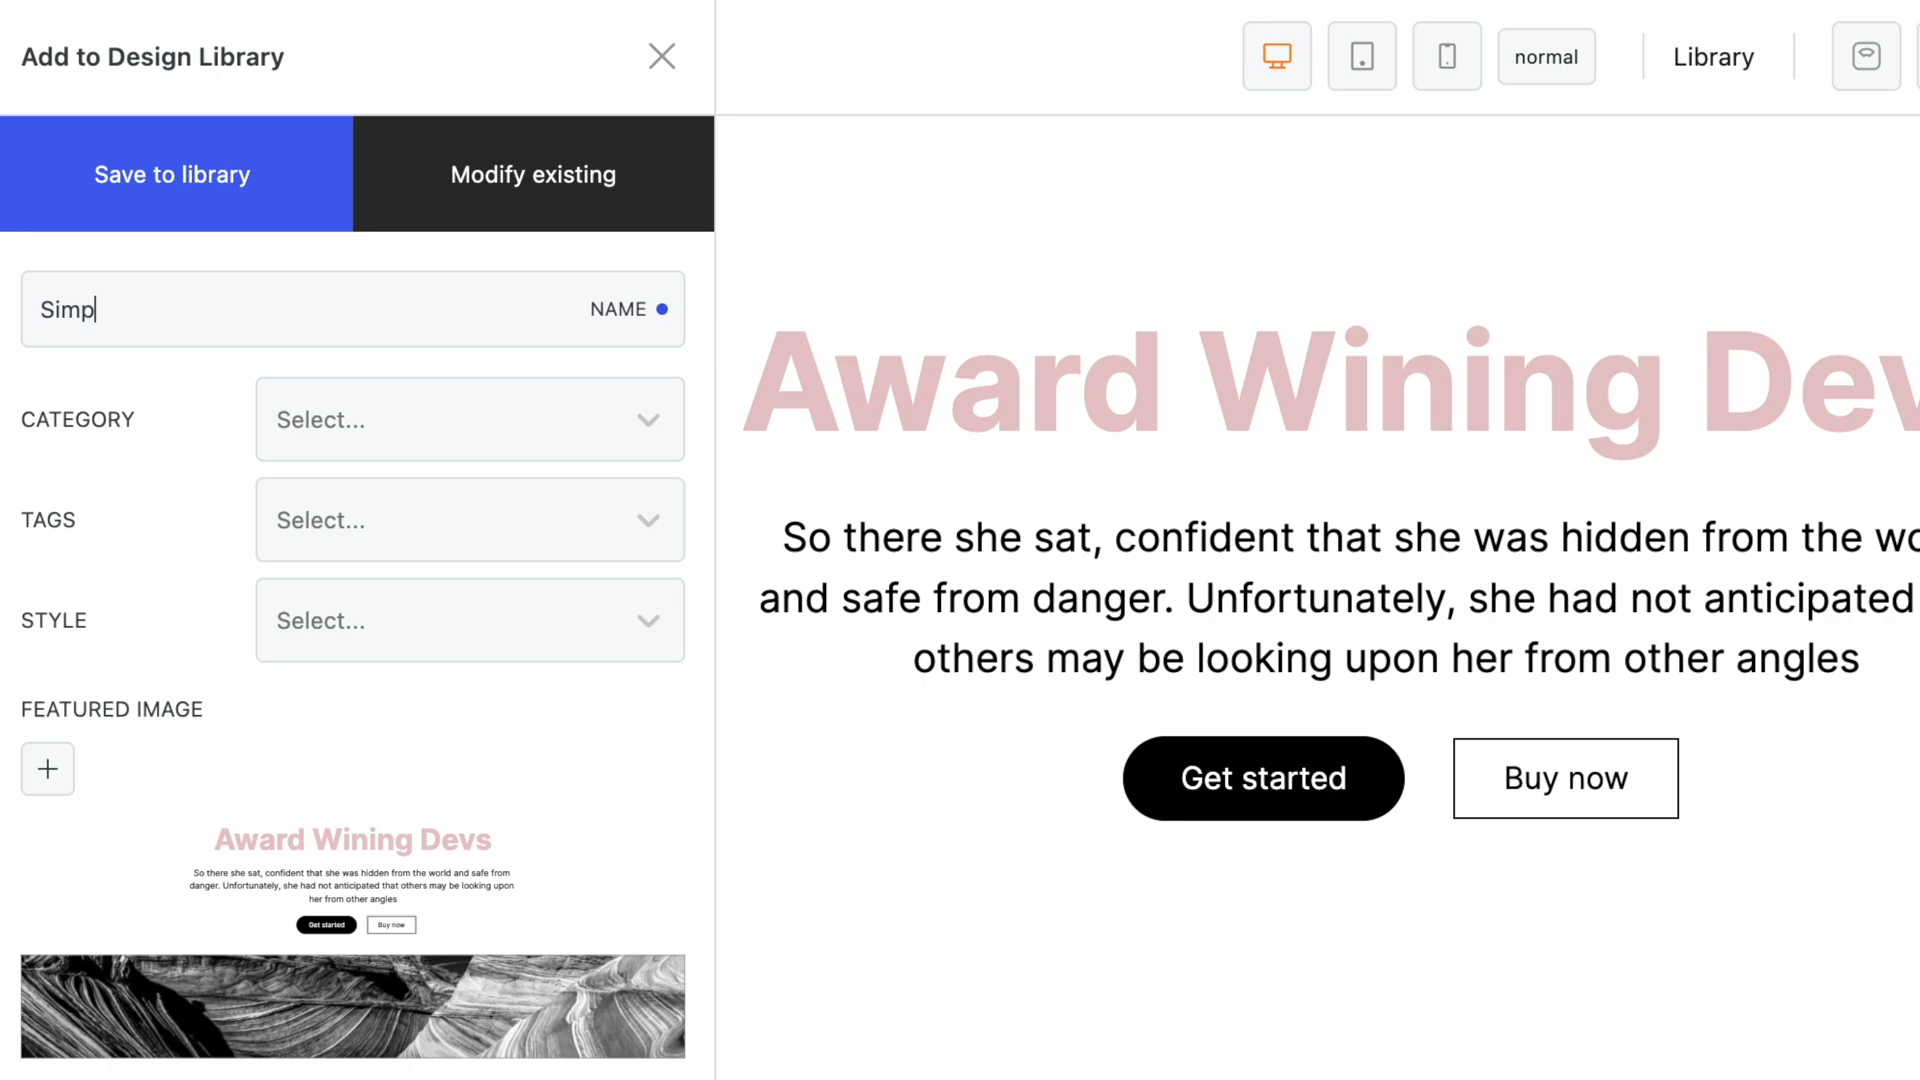 Add to Design Library
normal
Library
Save to library
Modify existing
Simp
NAME
CATEGORY
Select...
TAGS
Select...
STYLE
Select...
FEATURED IMAGE
Award Wining Devs
So there she sat, confident that she was hidden from the world and safe from
danger. Unfortunately, she had not anticipated that others may be looking upon
her from other angles
Get started
Buy now
Award Wining Dev
So there she sat, confident that she was hidden from the wo
and safe from danger. Unfortunately, she had not anticipated
others may be looking upon her from other angles
Get started
Buy now